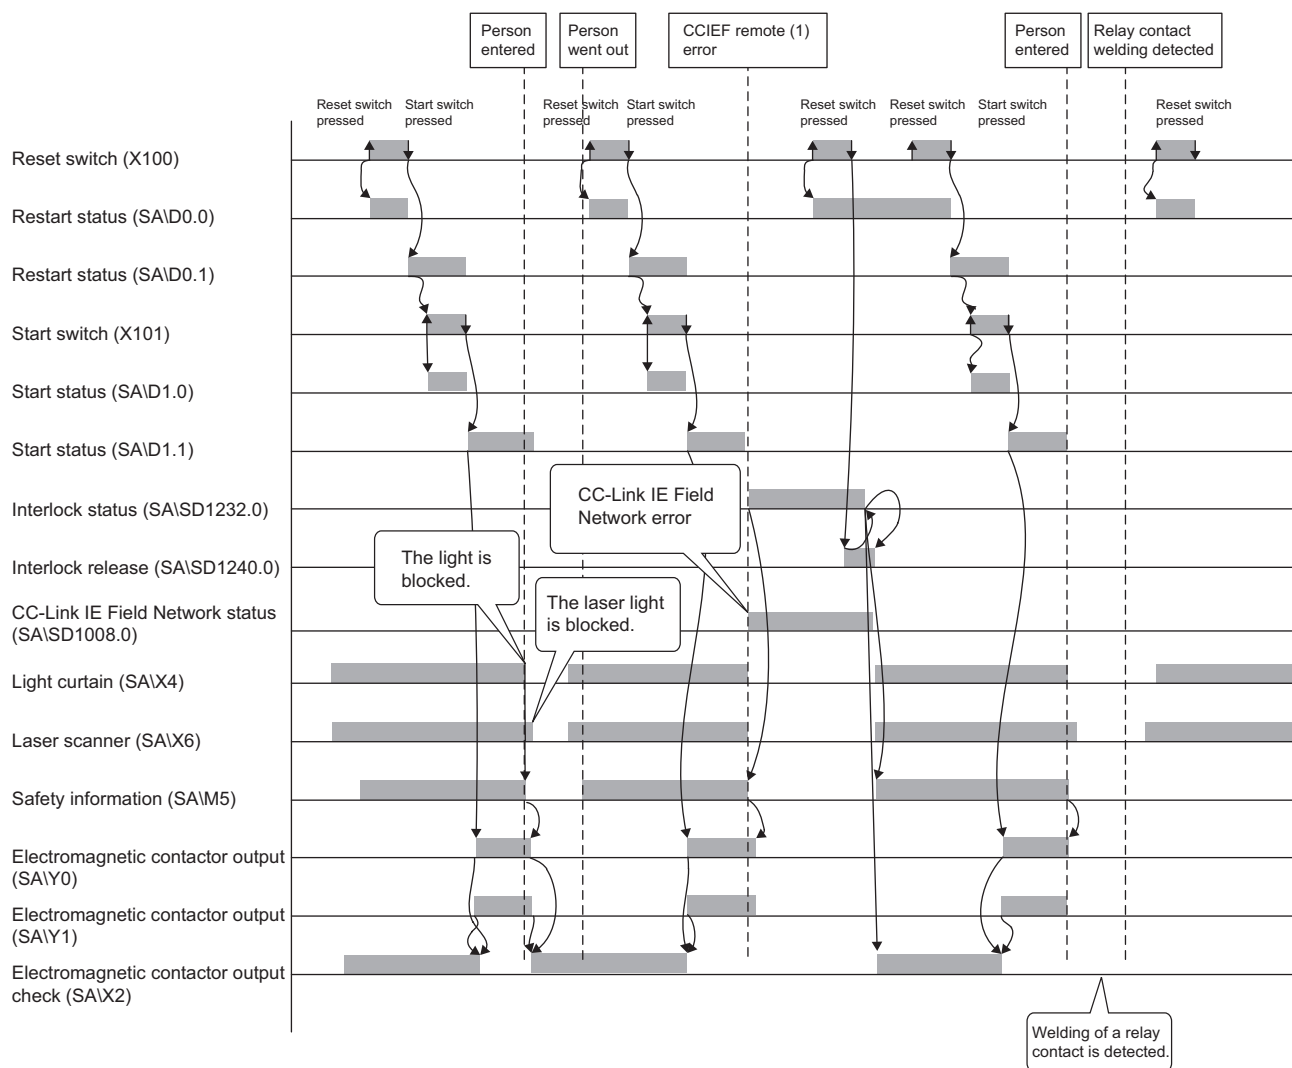 Person
entered
Person
went out
CCIEF remote (1)
error
Person
entered
Relay contact
welding detected
Reset switch
pressed
Start switch
pressed
Reset switch
pressed
Start switch
pressed
Reset switch
pressed
Reset switch
pressed
Start switch
pressed
Reset switch
pressed
Reset switch (X100)
Restart status (SA\D0.0)
Restart status (SA\D0.1)
Start switch (X101)
Start status (SA\D1.0)
Start status (SA\D1.1)
Interlock status (SA\SD1232.0)
CC-Link IE Field
Network error
The light is
blocked.
Interlock release (SA\SD1240.0)
The laser light
is blocked.
CC-Link IE Field Network status
(SA\SD1008.0)
Light curtain (SA\X4)
Laser scanner (SA\X6)
Safety information (SA\M5)
Electromagnetic contactor output
(SA\Y0)
Electromagnetic contactor output
(SA\Y1)
Electromagnetic contactor output
check (SA\X2)
Welding of a relay
contact is detected.